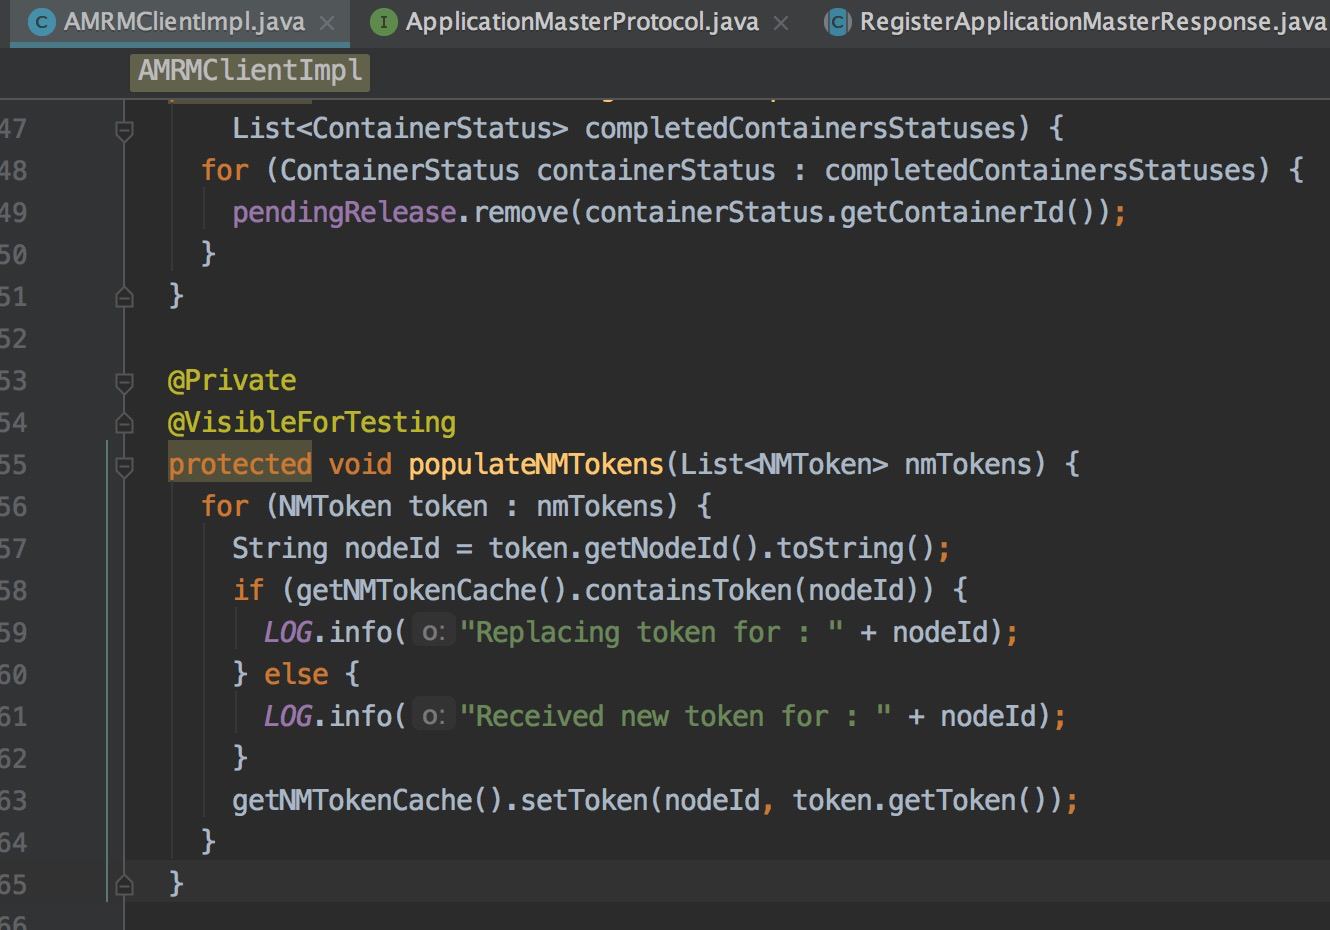 AMRMClientImpl.java × ApplicationMasterProtocol.java × RegisterApplicationMasterResponse.java
AMRMClientImpl
47 List<ContainerStatus> completedContainersStatuses) {
48 for (ContainerStatus containerStatus : completedContainersStatuses) {
49 pendingRelease.remove(containerStatus.getContainerId());
50 }
51 }
52
53 @Private
54 @VisibleForTesting
55 protected void populateNMTokens(List<NMToken> nmTokens) {
56 for (NMToken token : nmTokens) {
57 String nodeId = token.getNodeId().toString();
58 if (getNMTokenCache().containsToken(nodeId)) {
59 LOG.info( o: "Replacing token for : " + nodeId);
60 } else {
61 LOG.info( o: "Received new token for : " + nodeId);
62 }
63 getNMTokenCache().setToken(nodeId, token.getToken());
64 }
65 }
66